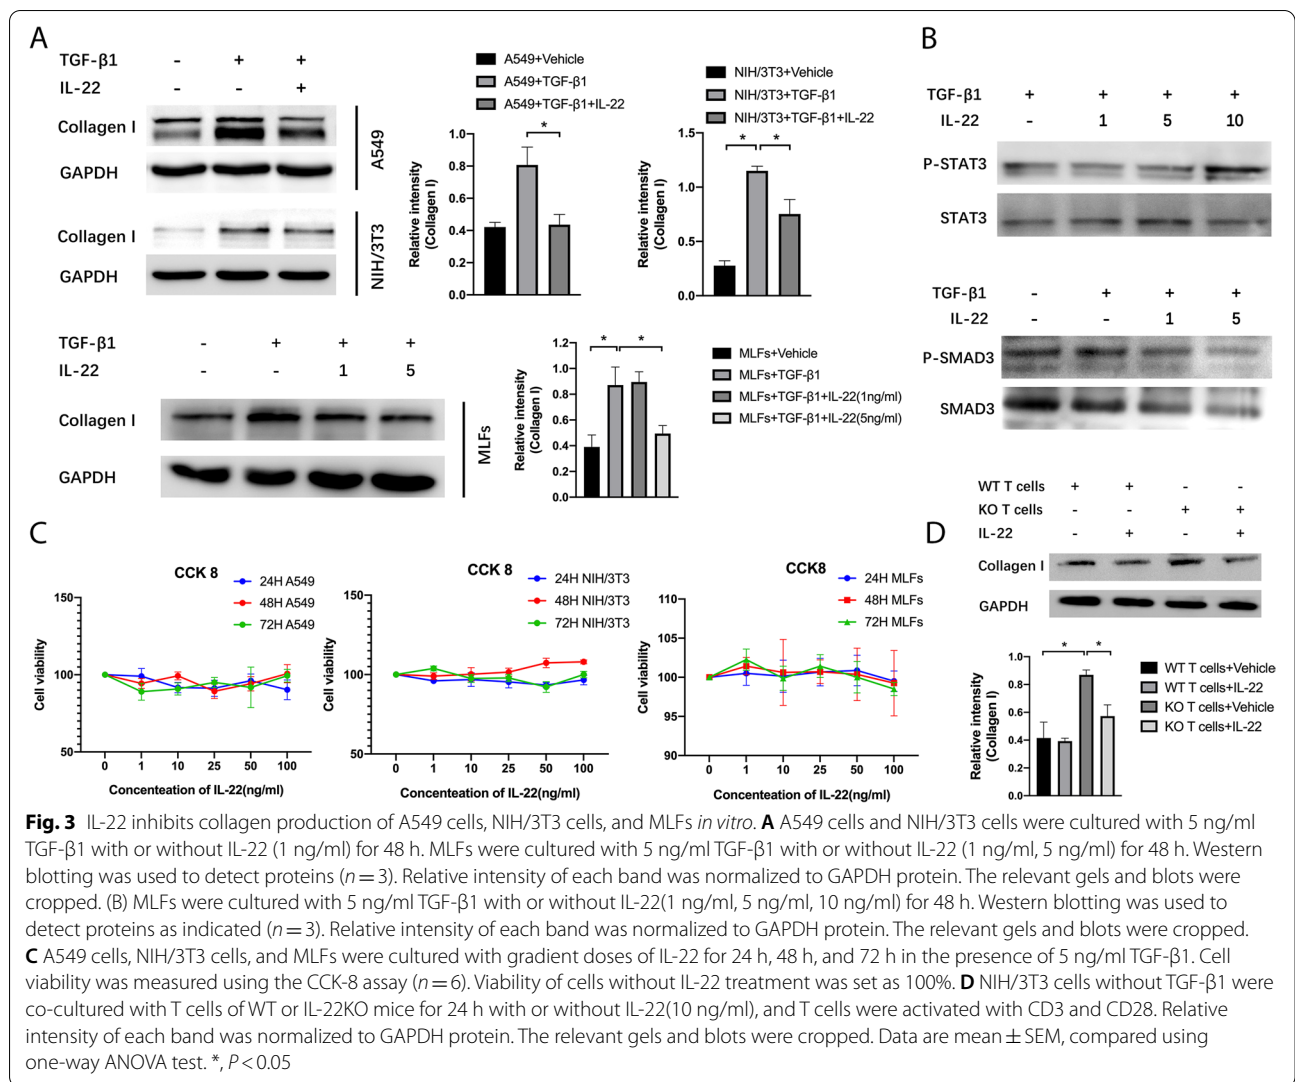 A
TGF-β1 - + +
IL-22 - - +
Collagen I
GAPDH
A549
Collagen I
GAPDH
NIH/3T3
A549+Vehicle
A549+TGF-β1
A549+TGF-β1+IL-22
Relative intensity
(Collagen I)
1.0
0.8
0.6
0.4
0.2
0.0
*
NIH/3T3+Vehicle
NIH/3T3+TGF-β1
NIH/3T3+TGF-β1+IL-22
Relative intensity
(Collagen I)
1.5
1.0
0.5
0.0
* *
TGF-β1 - + + +
IL-22 - - 1 5
Collagen I
GAPDH
MLFs
Relative intensity
(Collagen I)
1.2
1.0
0.8
0.6
0.4
0.2
0.0
* *
MLFs+Vehicle
MLFs+TGF-β1
MLFs+TGF-β1+IL-22(1ng/ml)
MLFs+TGF-β1+IL-22(5ng/ml)
B
TGF-β1 + + + +
IL-22 - 1 5 10
P-STAT3
STAT3
TGF-β1 - + + +
IL-22 - - 1 5
P-SMAD3
SMAD3
C
CCK 8
24H A549
48H A549
72H A549
Cell viability
150
100
50
0 1 10 25 50 100
Concenteation of IL-22(ng/ml)
CCK 8
24H NIH/3T3
48H NIH/3T3
72H NIH/3T3
Cell viability
150
100
50
0 1 10 25 50 100
Concenteation of IL-22(ng/ml)
CCK8
24H MLFs
48H MLFs
72H MLFs
Cell viability
110
105
100
95
90
0 1 10 25 50 100
Concenteation of IL-22(ng/ml)
D
WT T cells + + - -
KO T cells - - + +
IL-22 - + - +
Collagen I
GAPDH
Relative intensity
(Collagen I)
1.0
0.8
0.6
0.4
0.2
0.0
* *
WT T cells+Vehicle
WT T cells+IL-22
KO T cells+Vehicle
KO T cells+IL-22
Fig. 3 IL-22 inhibits collagen production of A549 cells, NIH/3T3 cells, and MLFs in vitro. A A549 cells and NIH/3T3 cells were cultured with 5 ng/ml
TGF-β1 with or without IL-22 (1 ng/ml) for 48 h. MLFs were cultured with 5 ng/ml TGF-β1 with or without IL-22 (1 ng/ml, 5 ng/ml) for 48 h. Western
blotting was used to detect proteins (n = 3). Relative intensity of each band was normalized to GAPDH protein. The relevant gels and blots were
cropped. (B) MLFs were cultured with 5 ng/ml TGF-β1 with or without IL-22(1 ng/ml, 5 ng/ml, 10 ng/ml) for 48 h. Western blotting was used to
detect proteins as indicated (n = 3). Relative intensity of each band was normalized to GAPDH protein. The relevant gels and blots were cropped.
C A549 cells, NIH/3T3 cells, and MLFs were cultured with gradient doses of IL-22 for 24 h, 48 h, and 72 h in the presence of 5 ng/ml TGF-β1. Cell
viability was measured using the CCK-8 assay (n = 6). Viability of cells without IL-22 treatment was set as 100%. D NIH/3T3 cells without TGF-β1 were
co-cultured with T cells of WT or IL-22KO mice for 24 h with or without IL-22(10 ng/ml), and T cells were activated with CD3 and CD28. Relative
intensity of each band was normalized to GAPDH protein. The relevant gels and blots were cropped. Data are mean ± SEM, compared using
one-way ANOVA test. *, P < 0.05